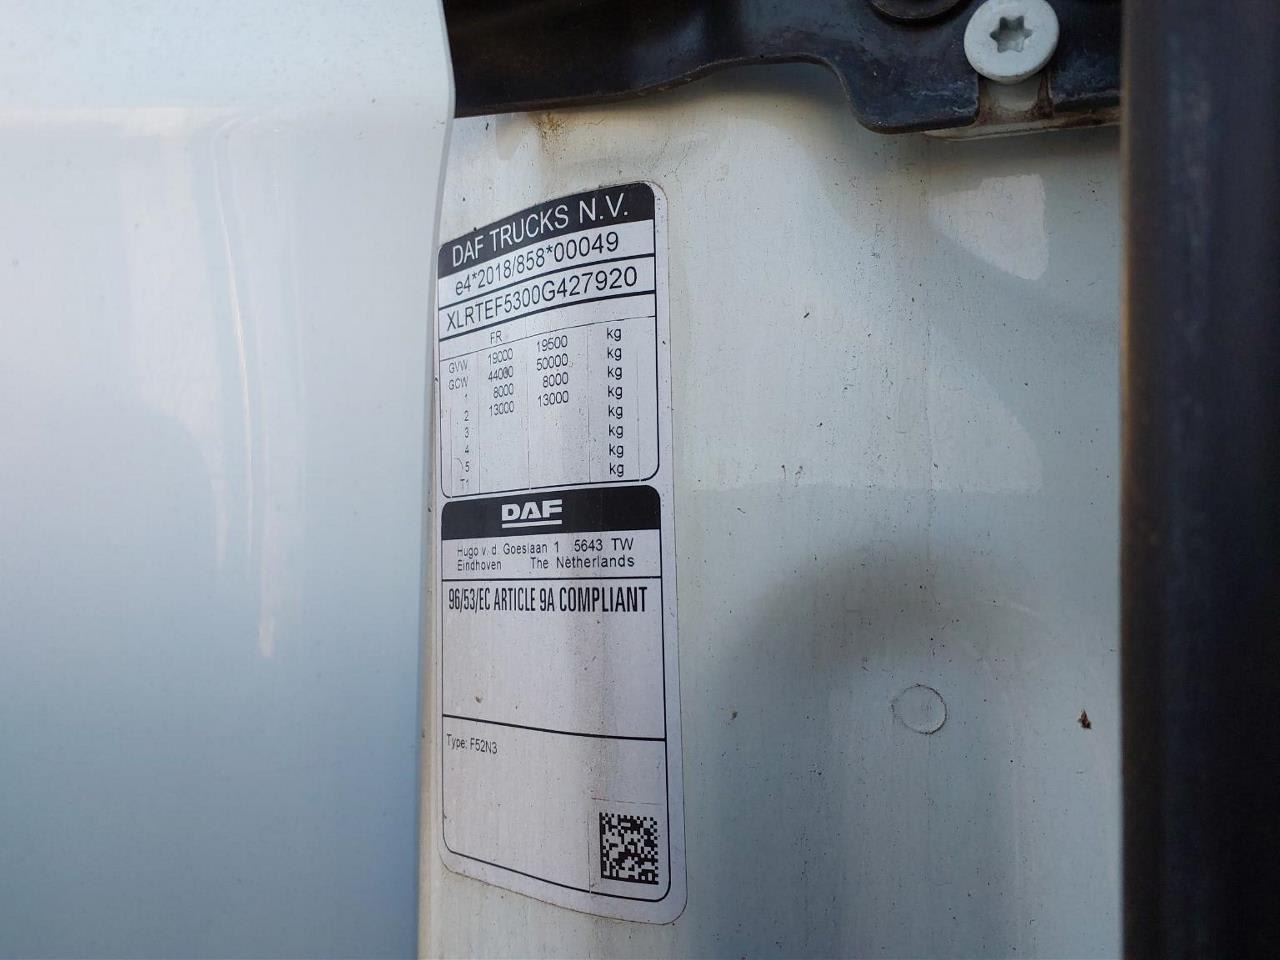 DAF TRUCKS N.V.
e4*2018/858*00049
XLRTEF5300G427920
F.R
GVW 19000 19500 kg
GCW 44000 50000 kg
1 8000 8000 kg
2 13000 13000 kg
3 kg
4 kg
5 kg
T1 kg
DAF
Hugo v. d. Goeslaan 1 5643 TW
Eindhoven The Netherlands
96/53/EC ARTICLE 9A COMPLIANT
Type: F52N3